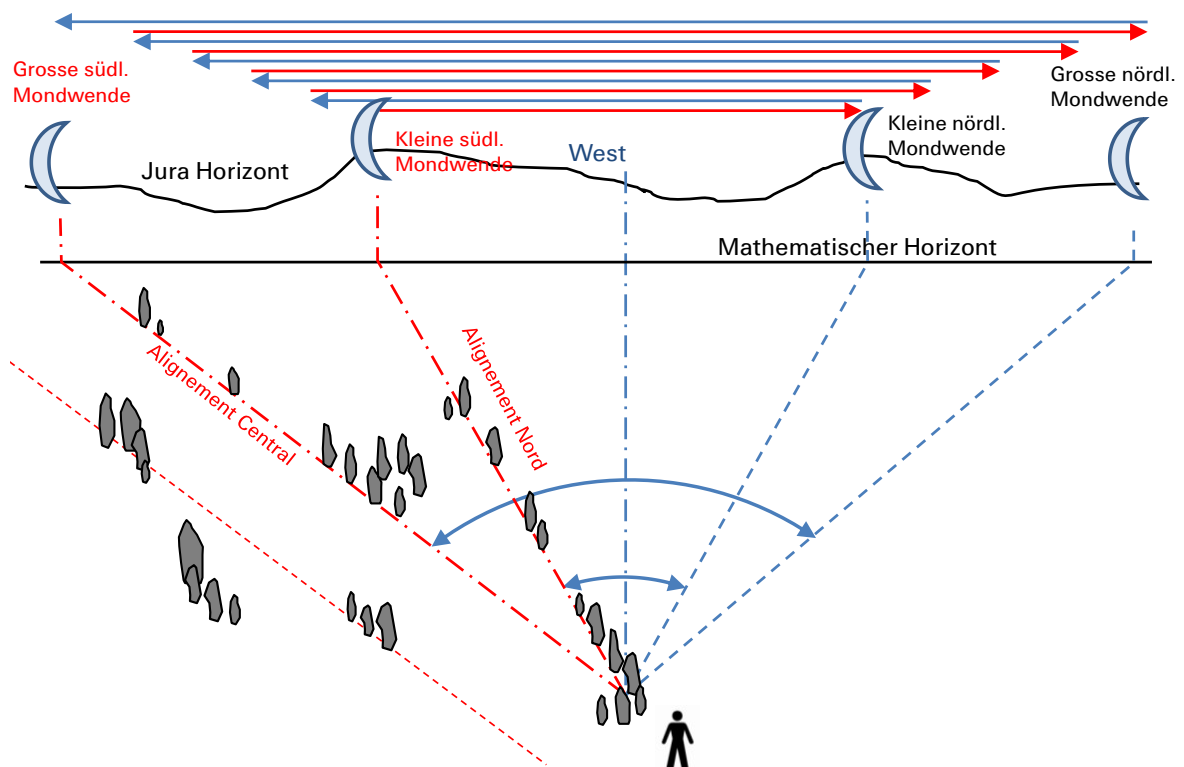 Grosse südl.
Mondwende
Grosse nördl.
Mondwende
Kleine südl.
Mondwende
West
Kleine nördl.
Mondwende
Jura Horizont
Mathematischer Horizont
Alignement Central
Alignement Nord